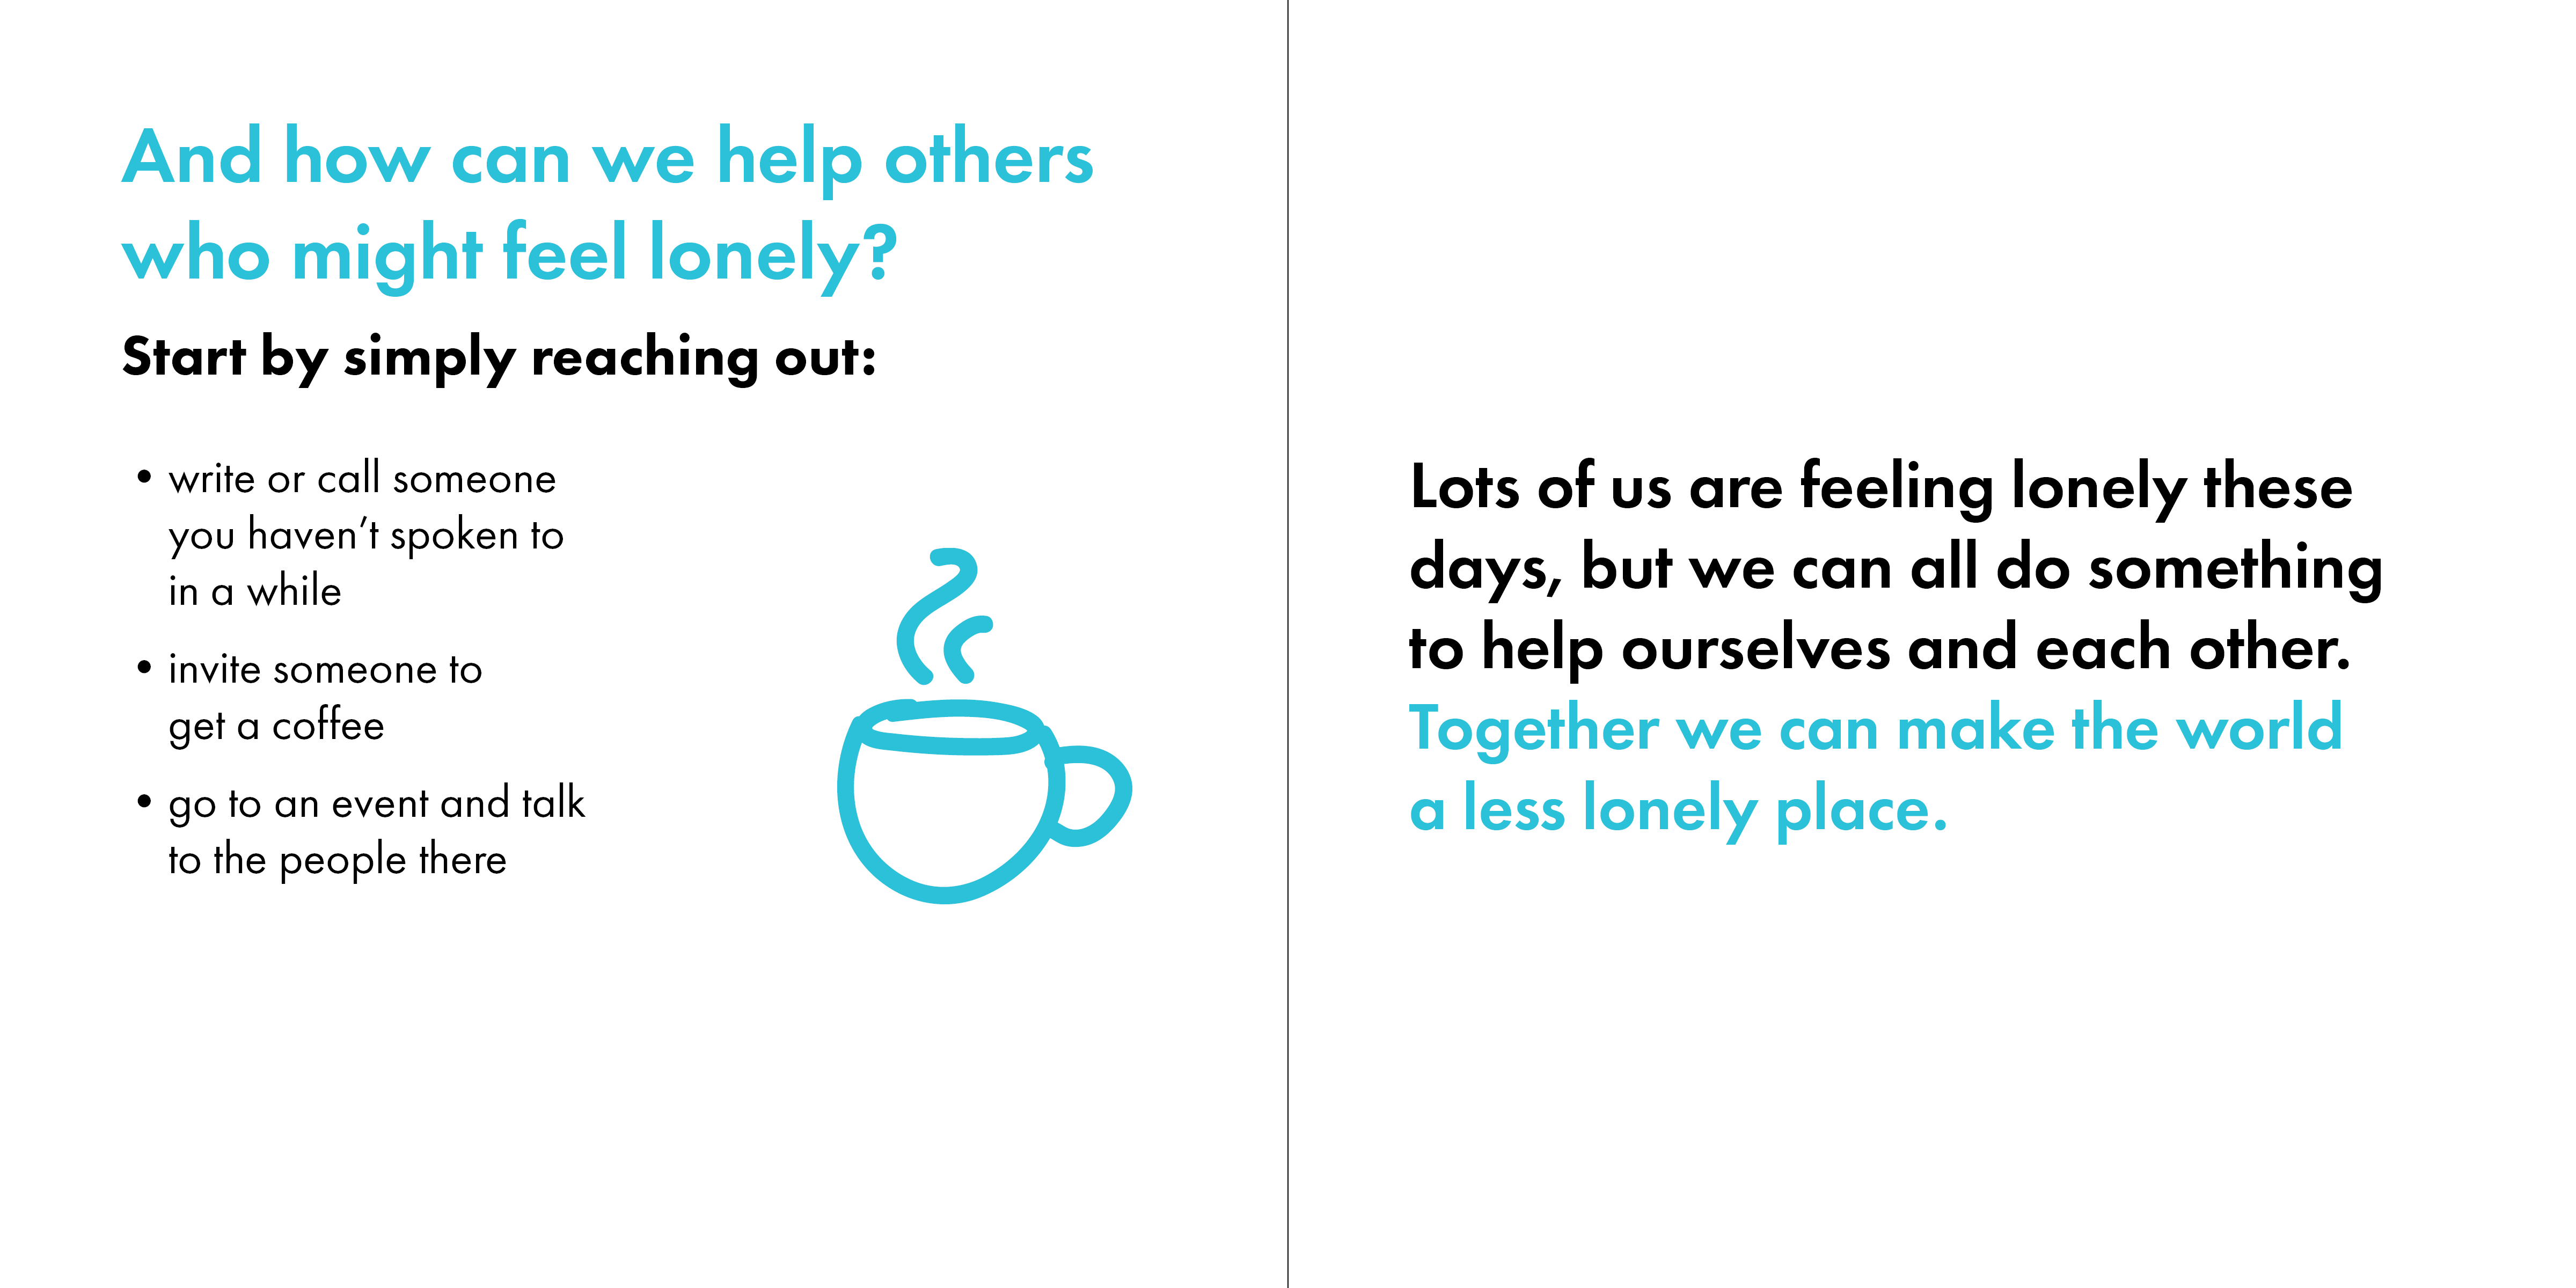 And how can we help others
who might feel lonely?
Start by simply reaching out:
• write or call someone
you haven’t spoken to
in a while
• invite someone to
get a coffee
• go to an event and talk
to the people there
Lots of us are feeling lonely these
days, but we can all do something
to help ourselves and each other.
Together we can make the world
a less lonely place.